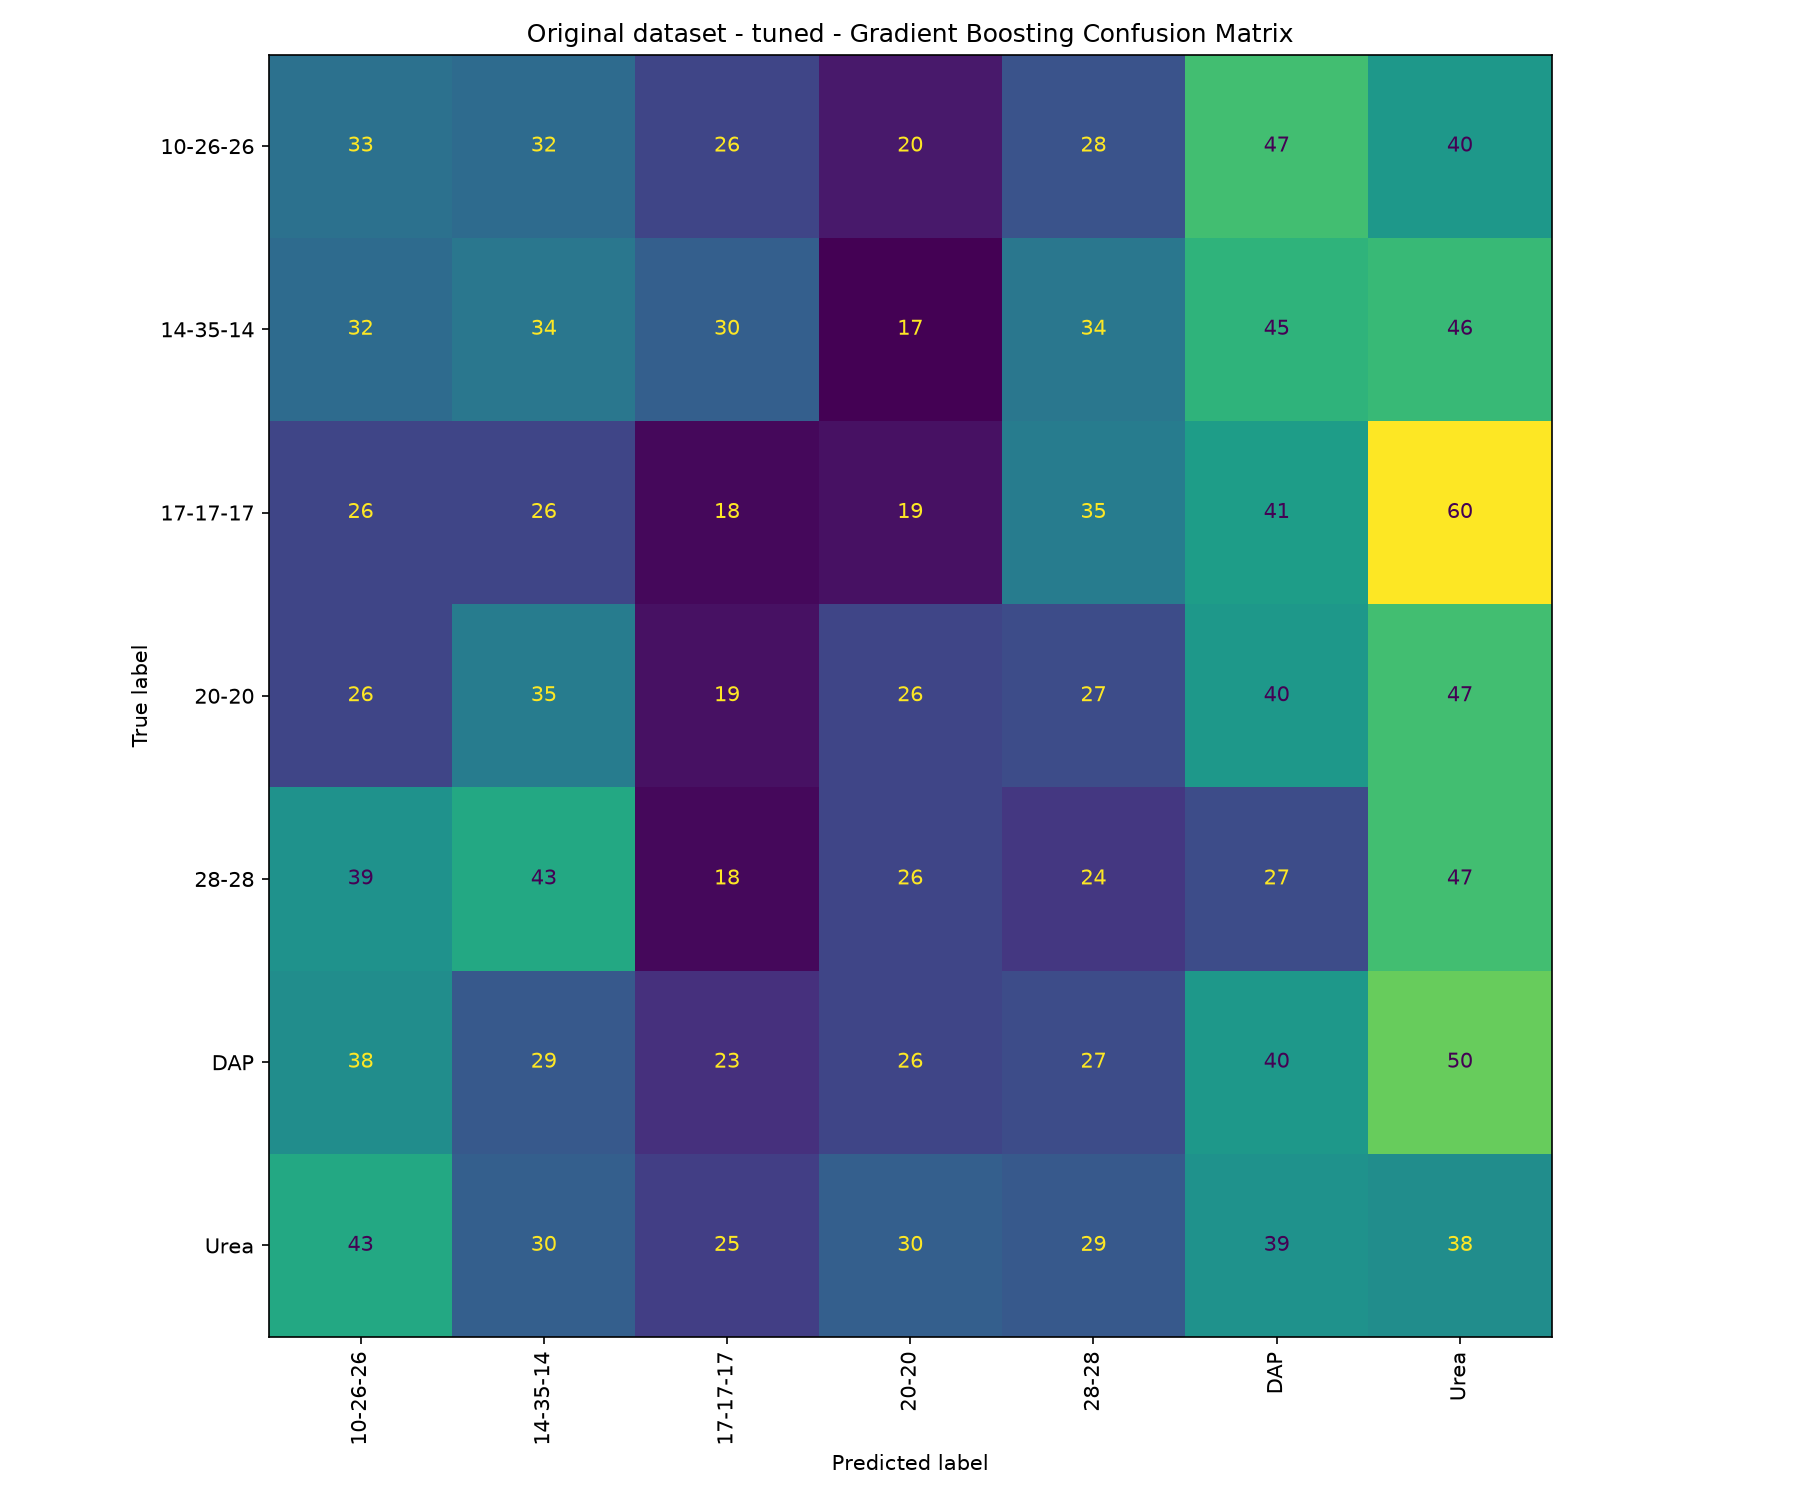 Original dataset - tuned - Gradient Boosting Confusion Matrix
10-26-26 33 32 26 20 28 47 40
14-35-14 32 34 30 17 34 45 46
17-17-17 26 26 18 19 35 41 60
20-20 26 35 19 26 27 40 47
28-28 39 43 18 26 24 27 47
DAP 38 29 23 26 27 40 50
Urea 43 30 25 30 29 39 38
True label
10-26-26 14-35-14 17-17-17 20-20 28-28 DAP Urea
Predicted label